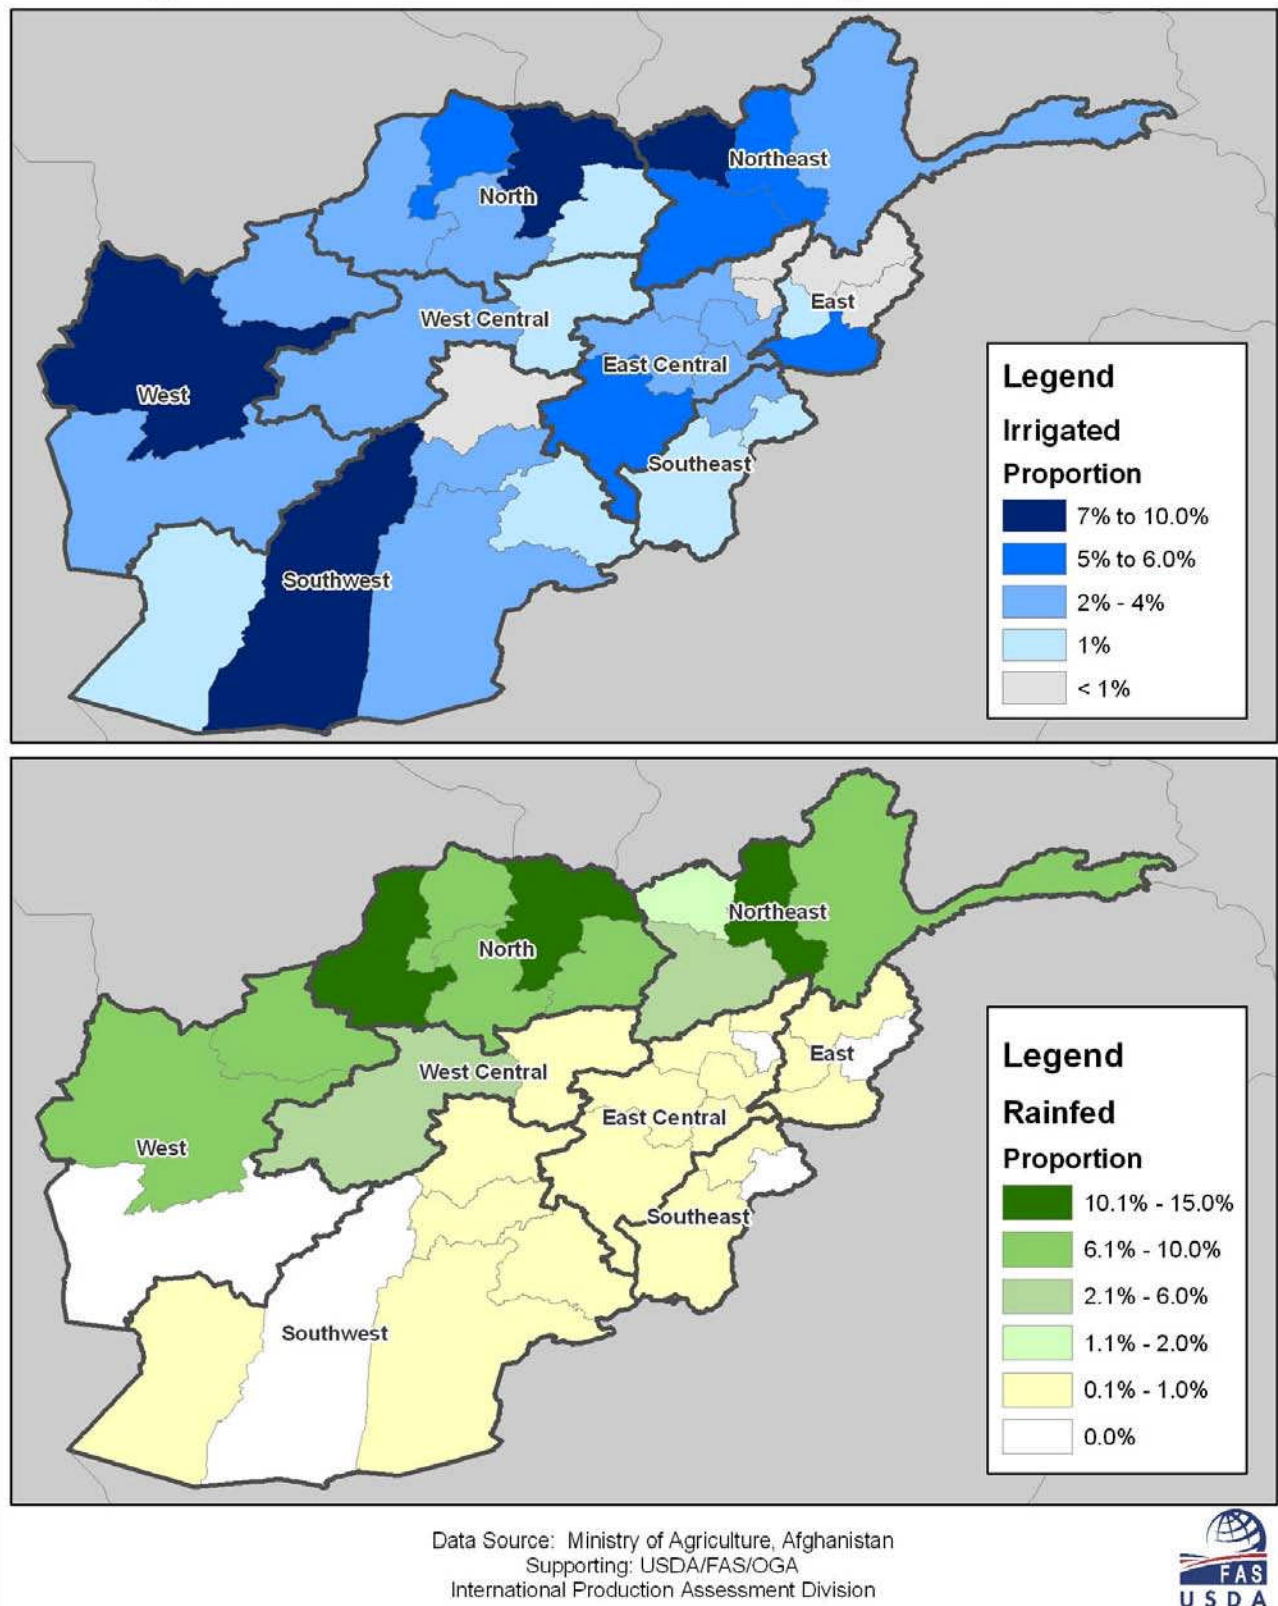 Northeast
North
East
West Central
East Central
West
Southeast
Southwest
Legend
Irrigated
Proportion
7% to 10.0%
5% to 6.0%
2% - 4%
1%
< 1%
Northeast
North
East
West Central
East Central
West
Southeast
Southwest
Legend
Rainfed
Proportion
10.1% - 15.0%
6.1% - 10.0%
2.1% - 6.0%
1.1% - 2.0%
0.1% - 1.0%
0.0%
Data Source: Ministry of Agriculture, Afghanistan
Supporting: USDA/FAS/OGA
International Production Assessment Division
FAS
USDA